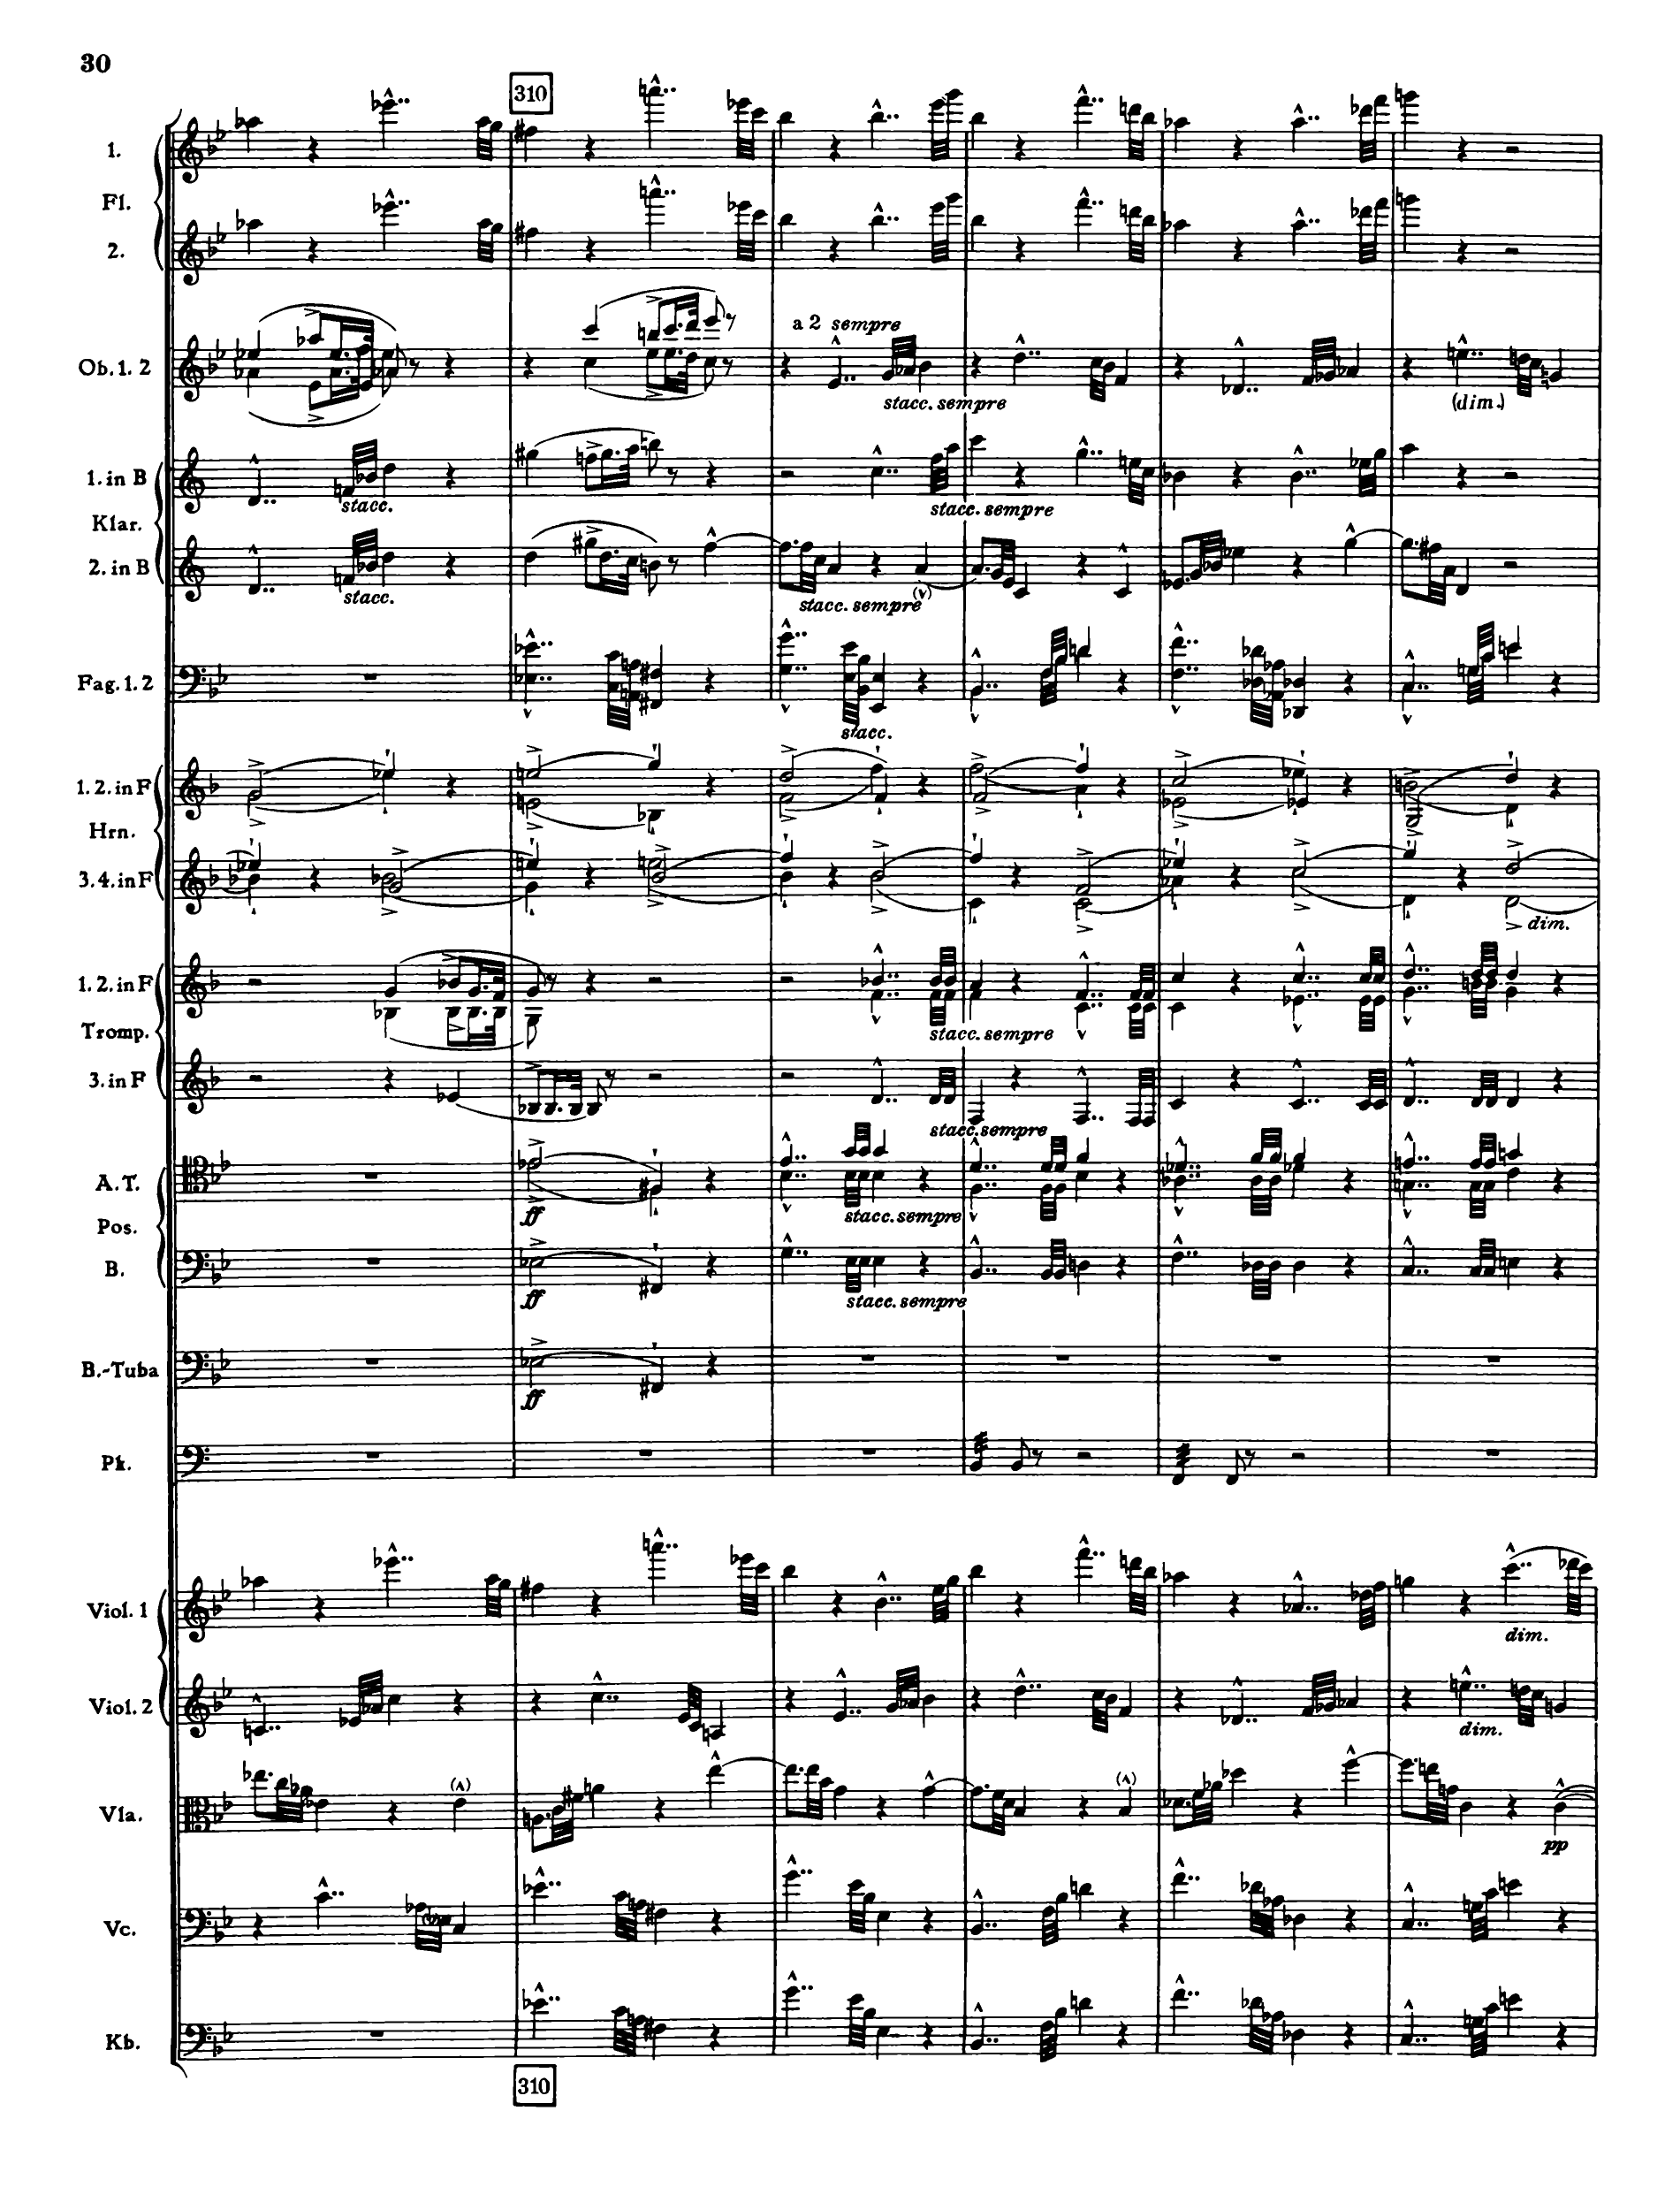 30
310
1.
Fl.
2.
a 2 sempre
Ob. 1. 2
stacc. sempre
(dim.)
1. in B
stacc.
stacc. sempre
Klar.
2. in B
stacc.
stacc. sempre
Fag. 1. 2
stacc.
1. 2. in F
Hrn.
3. 4. in F
dim.
1. 2. in F
stacc. sempre
Tromp.
3. in F
stacc. sempre
A. T.
ff
stacc. sempre
Pos.
B.
ff
stacc. sempre
B.-Tuba
ff
Pk.
Viol. 1
dim.
Viol. 2
dim.
Vla.
pp
Vc.
Kb.
310